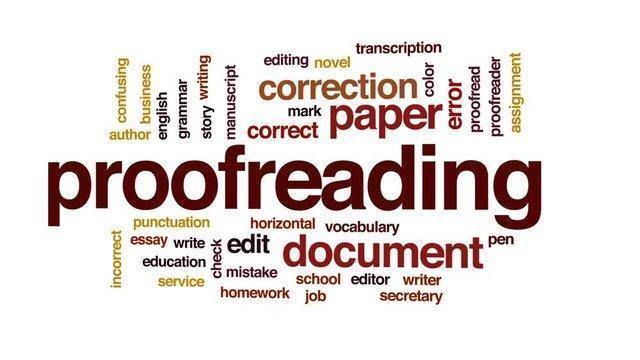 transcription
editing novel
confusing
business
english
grammar
story
writing
manuscript
correction
color
error
proofread
proofreader
assignment
mark
paper
author
correct
proofreading
punctuation
horizontal
vocabulary
incorrect
essay
write
check
edit
document
pen
education
mistake
service
school
editor
writer
homework
job
secretary